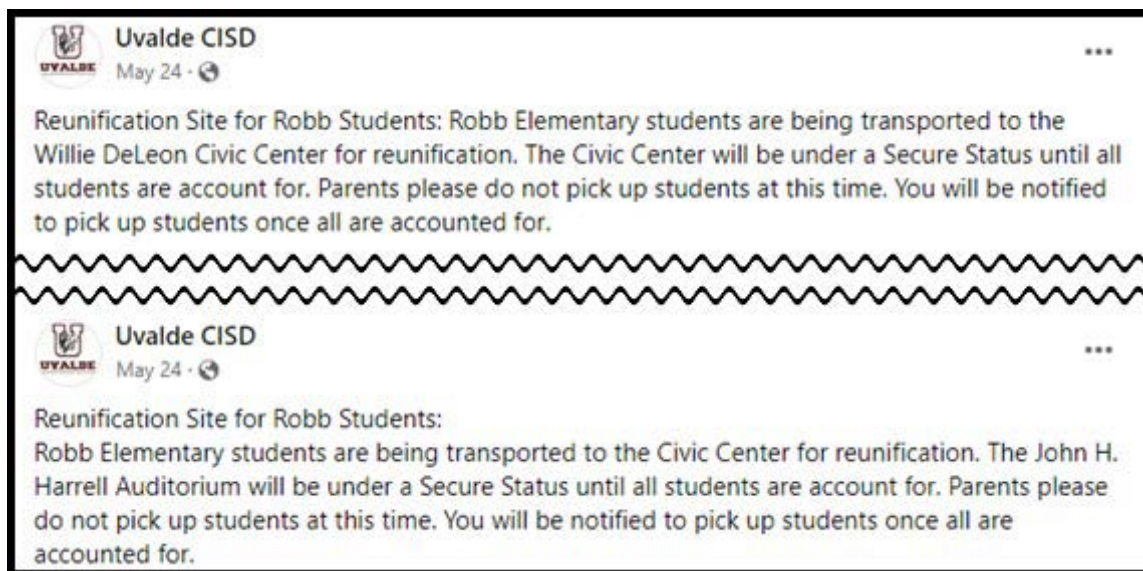 UVALDE
Uvalde CISD
May 24 ·
Reunification Site for Robb Students: Robb Elementary students are being transported to the
Willie DeLeon Civic Center for reunification. The Civic Center will be under a Secure Status until all
students are account for. Parents please do not pick up students at this time. You will be notified
to pick up students once all are accounted for.
UVALDE
Uvalde CISD
May 24 ·
Reunification Site for Robb Students:
Robb Elementary students are being transported to the Civic Center for reunification. The John H.
Harrell Auditorium will be under a Secure Status until all students are account for. Parents please
do not pick up students at this time. You will be notified to pick up students once all are
accounted for.